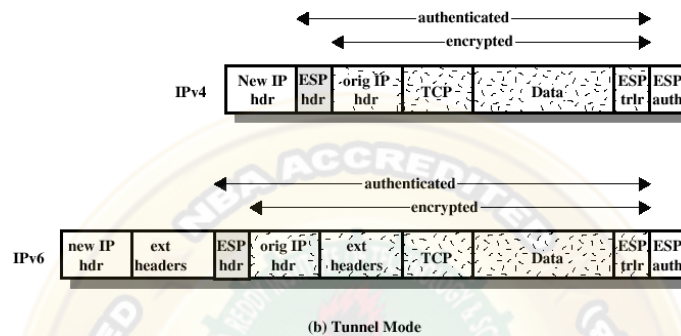 authenticated
encrypted
IPv4
New IP hdr
ESP hdr
orig IP hdr
TCP
Data
ESP trlr
ESP auth
authenticated
encrypted
IPv6
new IP hdr
ext headers
ESP hdr
orig IP hdr
ext headers
TCP
Data
ESP trlr
ESP auth
NBA ACCREDITED
(b) Tunnel Mode